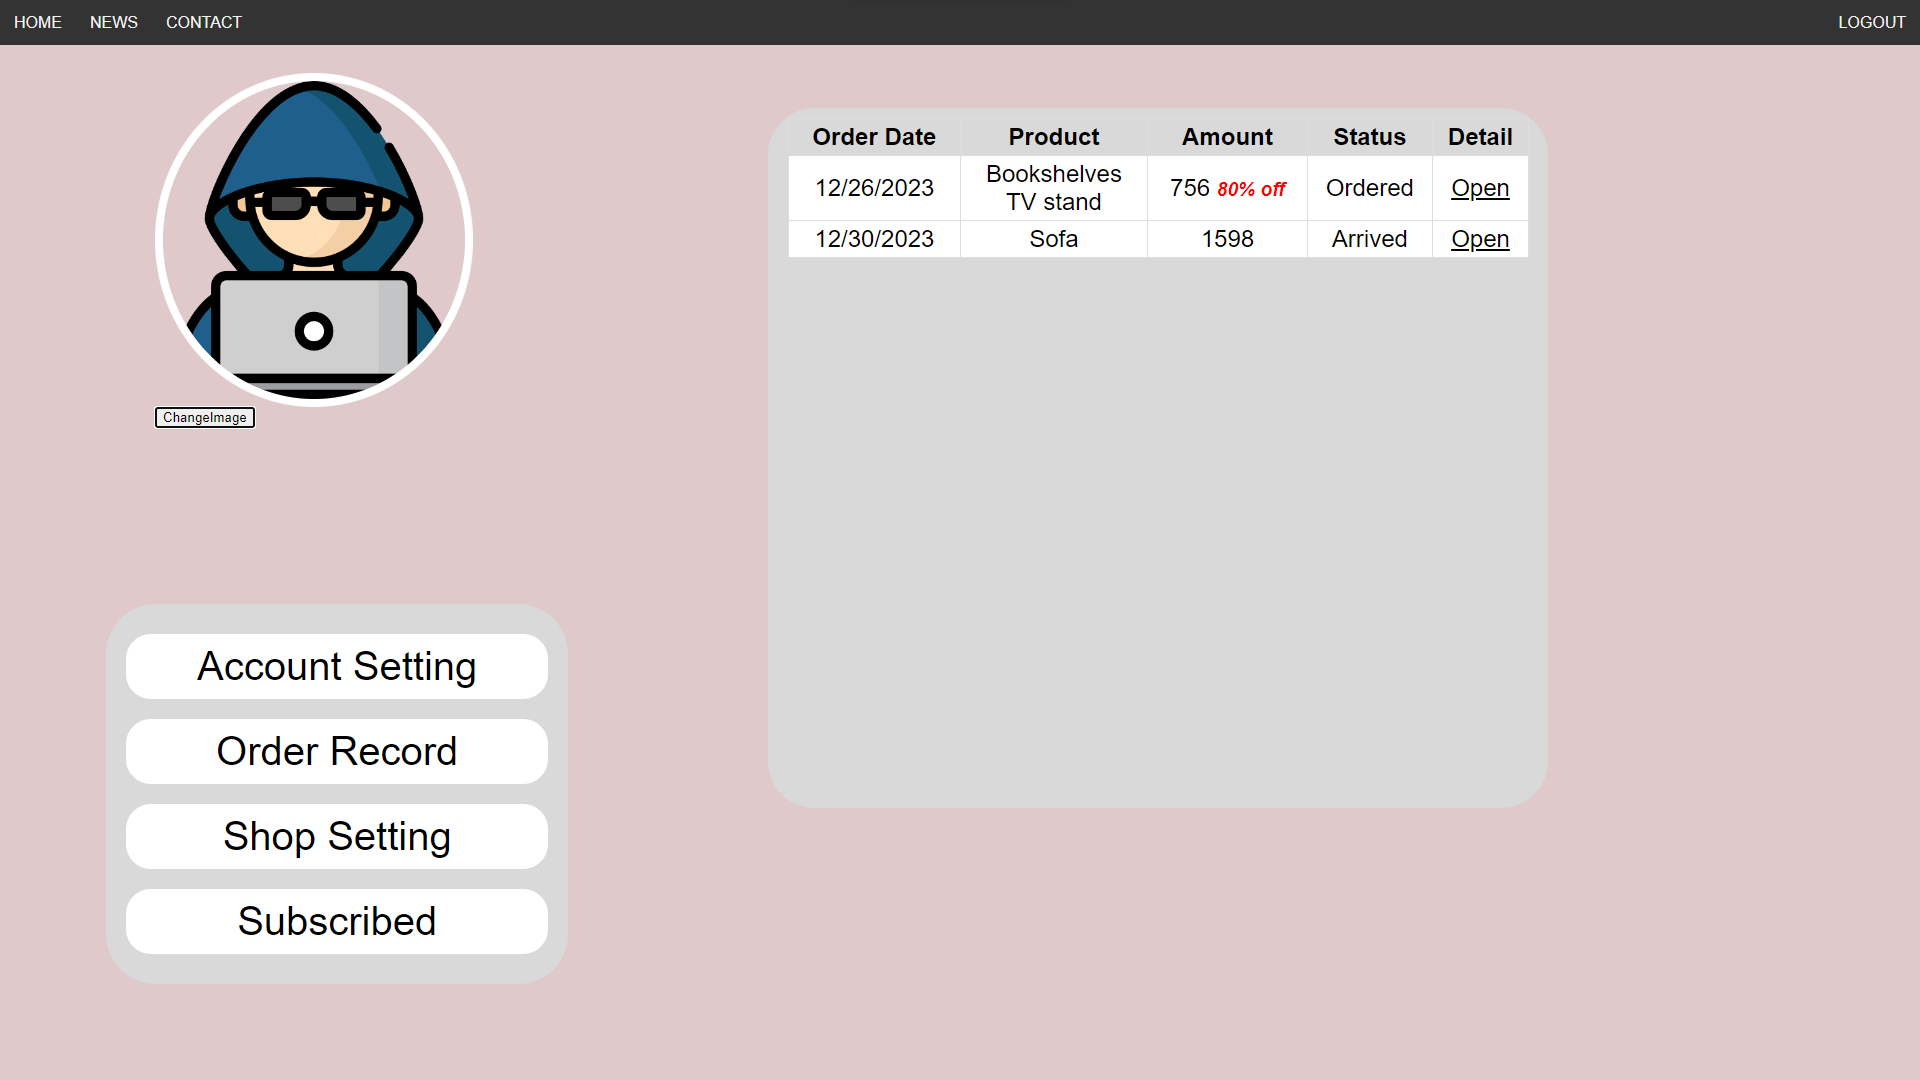 HOME NEWS CONTACT LOGOUT
ChangeImage
Account Setting
Order Record
Shop Setting
Subscribed
Order Date Product Amount Status Detail
12/26/2023 Bookshelves 756 80% off Ordered Open
TV stand
12/30/2023 Sofa 1598 Arrived Open